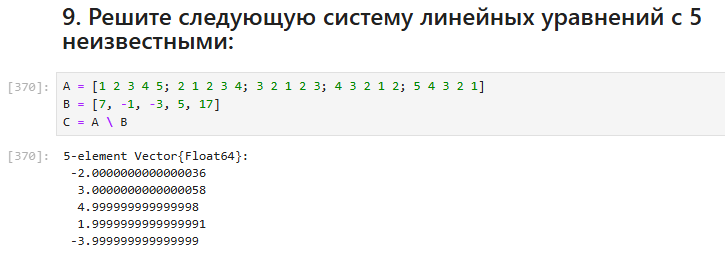 9. Решите следующую систему линейных уравнений с 5
неизвестными:
[370]: A = [1 2 3 4 5; 2 1 2 3 4; 3 2 1 2 3; 4 3 2 1 2; 5 4 3 2 1]
B = [7, -1, -3, 5, 17]
C = A \ B
[370]: 5-element Vector{Float64}:
-2.0000000000000036
3.0000000000000058
4.999999999999998
1.9999999999999991
-3.999999999999999